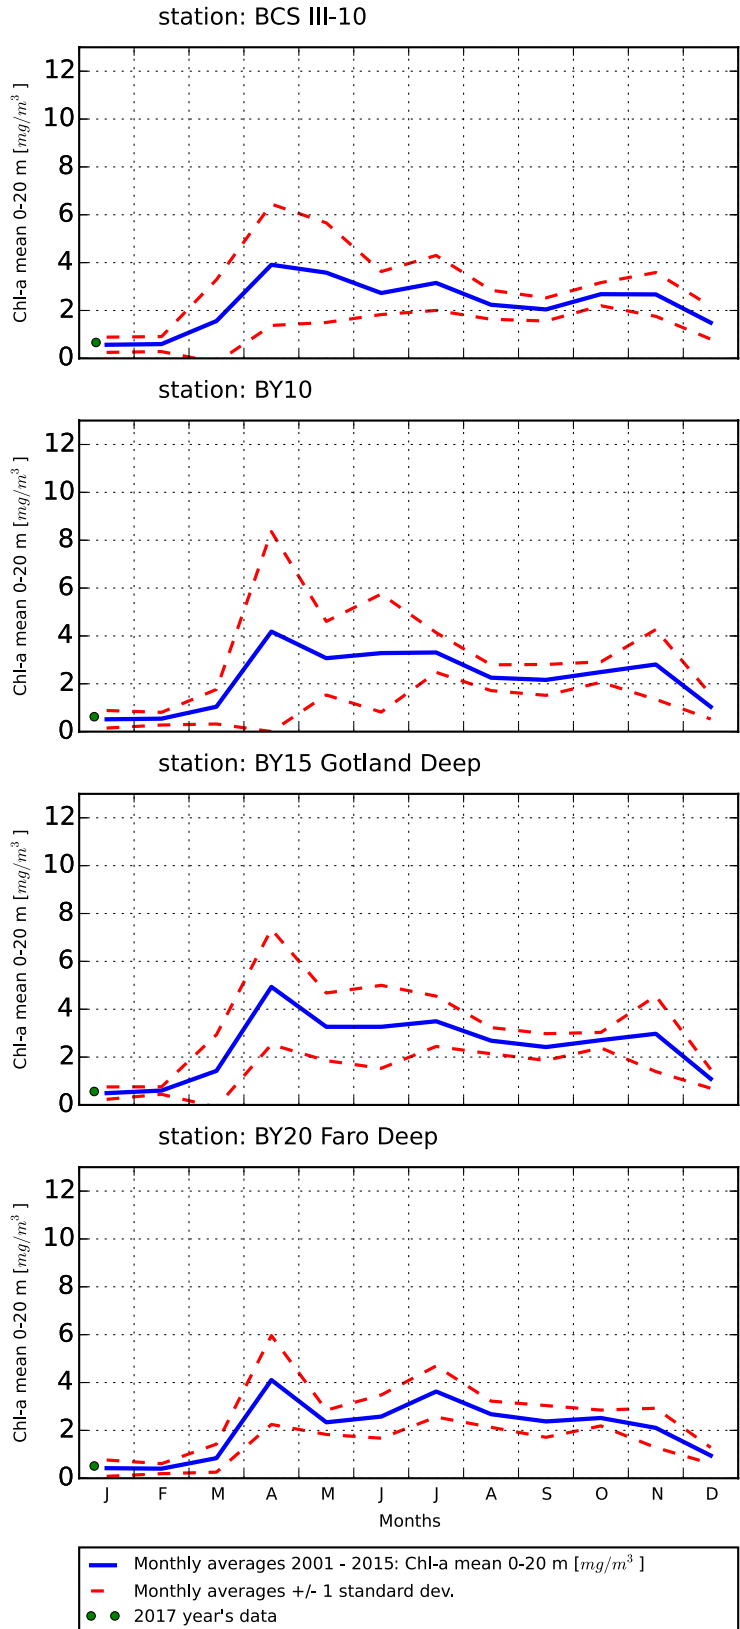 station: BCS III-10
Chl-a mean 0-20 m [mg/m³ ]
12
10
8
6
4
2
0
station: BY10
Chl-a mean 0-20 m [mg/m³ ]
12
10
8
6
4
2
0
station: BY15 Gotland Deep
Chl-a mean 0-20 m [mg/m³ ]
12
10
8
6
4
2
0
station: BY20 Faro Deep
Chl-a mean 0-20 m [mg/m³ ]
12
10
8
6
4
2
0
J F M A M J J A S O N D
Months
Monthly averages 2001 - 2015: Chl-a mean 0-20 m [mg/m³ ]
Monthly averages +/- 1 standard dev.
2017 year's data